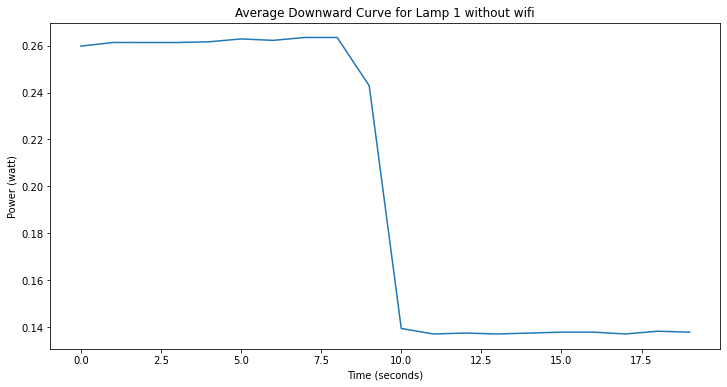 Average Downward Curve for Lamp 1 without wifi
Power (watt)
0.26
0.24
0.22
0.20
0.18
0.16
0.14
0.0 2.5 5.0 7.5 10.0 12.5 15.0 17.5
Time (seconds)